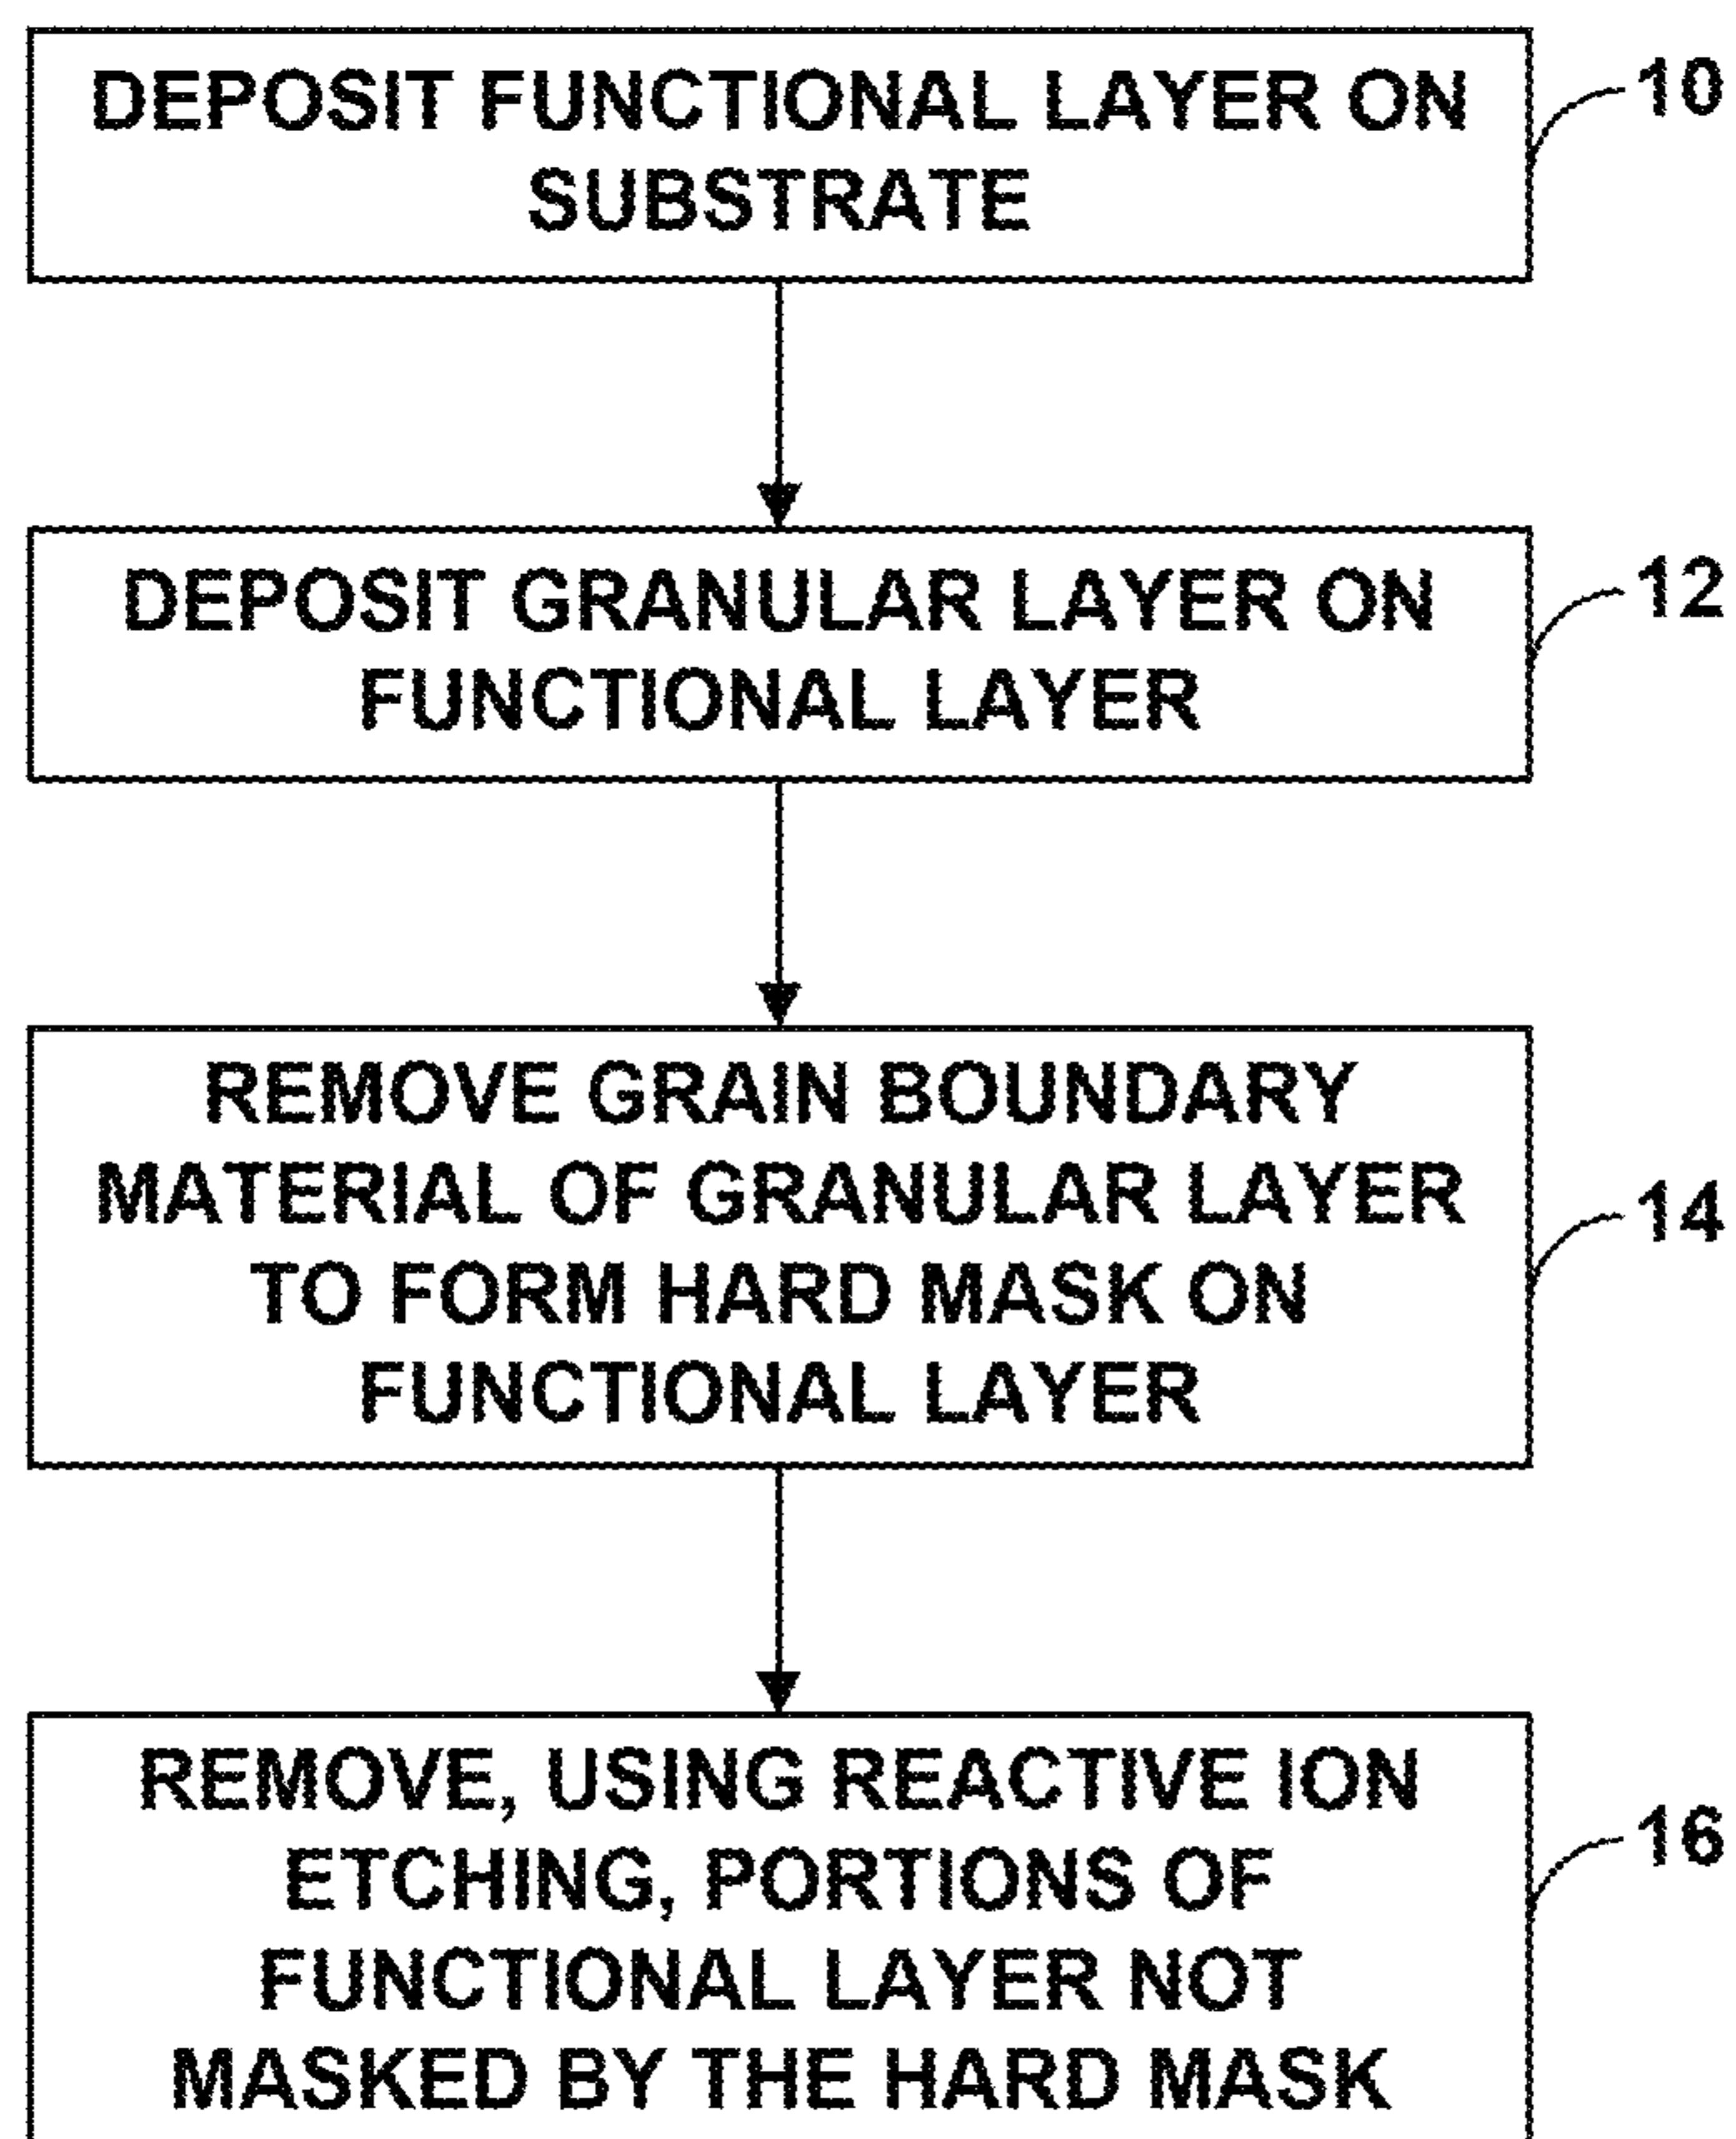 DEPOSIT FUNCTIONAL LAYER ON
SUBSTRATE
10
DEPOSIT GRANULAR LAYER ON
FUNCTIONAL LAYER
12
REMOVE GRAIN BOUNDARY
MATERIAL OF GRANULAR LAYER
TO FORM HARD MASK ON
FUNCTIONAL LAYER
14
REMOVE, USING REACTIVE ION
ETCHING, PORTIONS OF
FUNCTIONAL LAYER NOT
MASKED BY THE HARD MASK
16